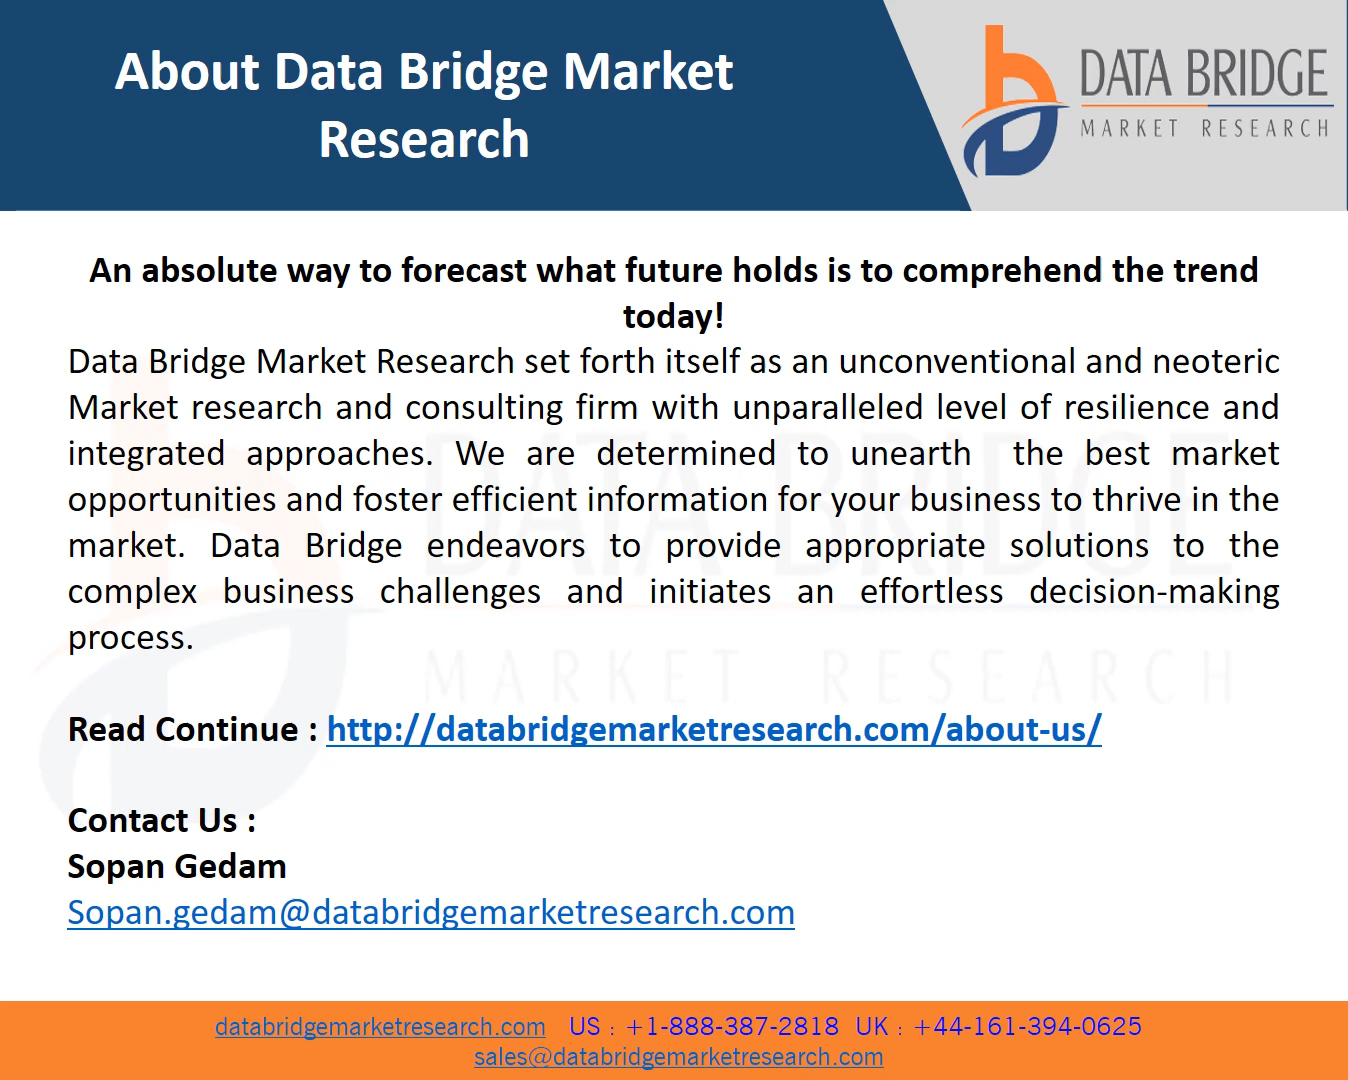 About Data Bridge Market
Research
DATA BRIDGE
MARKET RESEARCH
An absolute way to forecast what future holds is to comprehend the trend
today!
Data Bridge Market Research set forth itself as an unconventional and neoteric
Market research and consulting firm with unparalleled level of resilience and
integrated approaches. We are determined to unearth the best market
opportunities and foster efficient information for your business to thrive in the
market. Data Bridge endeavors to provide appropriate solutions to the
complex business challenges and initiates an effortless decision-making
process.
DATA BRIDGE
MARKET RESEARCH
Read Continue : http://databridgemarketresearch.com/about-us/
Contact Us :
Sopan Gedam
Sopan.gedam@databridgemarketresearch.com
databridgemarketresearch.com US : +1-888-387-2818 UK : +44-161-394-0625
sales@databridgemarketresearch.com